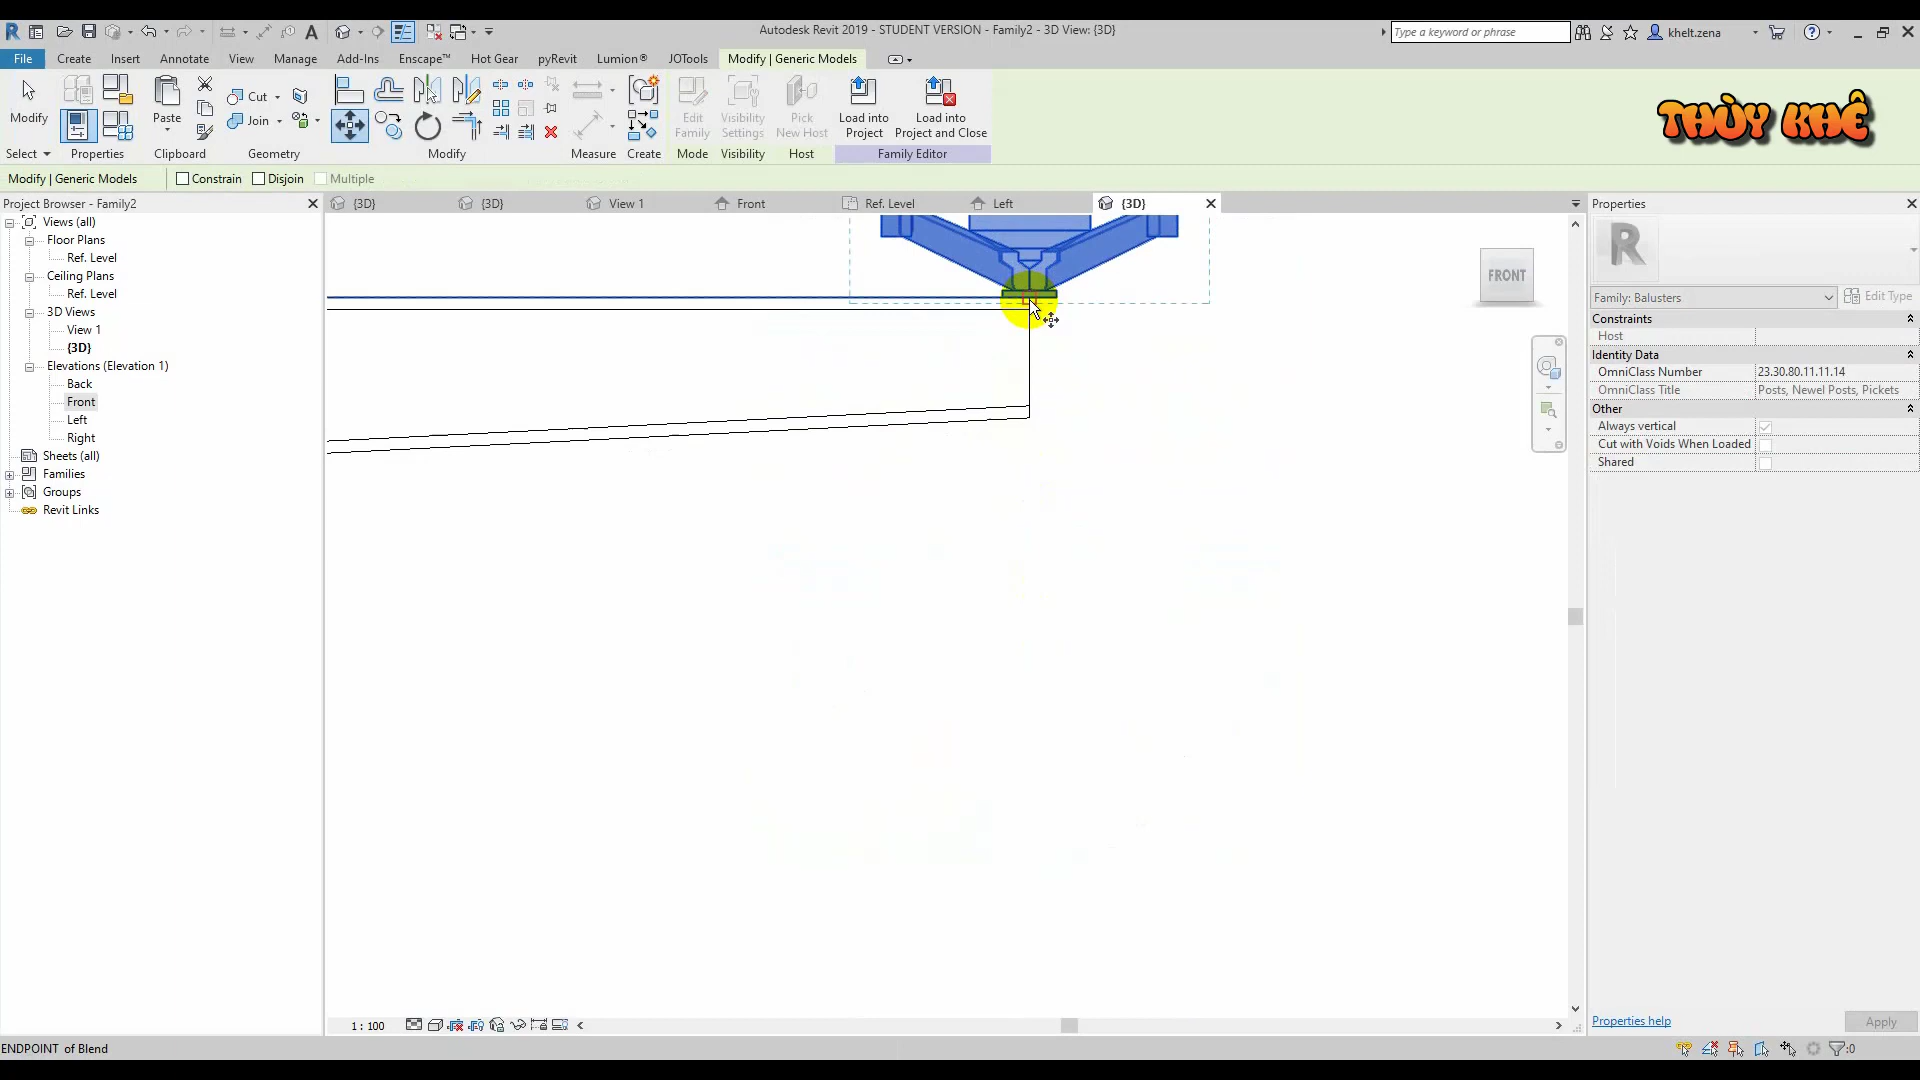 Autodesk Revit 2019 - STUDENT VERSION - Family2 - 3D View: {3D}
Type a keyword or phrase
khelt.zena
File Create Insert Annotate View Manage Add-Ins Enscape™ Hot Gear pyRevit Lumion® JOTools Modify | Generic Models
Modify
Paste
Cut
Join
Edit Family
Visibility Settings
Pick New Host
Load into Project
Load into Project and Close
Select Properties Clipboard Geometry Modify Measure Create Mode Visibility Host Family Editor
THÙY KHÊ
Modify | Generic Models Constrain Disjoin Multiple
Project Browser - Family2
{3D} {3D} View 1 Front Ref. Level Left {3D}
Views (all)
Floor Plans
Ref. Level
Ceiling Plans
Ref. Level
3D Views
View 1
{3D}
Elevations (Elevation 1)
Back
Front
Left
Right
Sheets (all)
Families
Groups
Revit Links
FRONT
Properties
Family: Balusters Edit Type
Constraints
Host
Identity Data
OmniClass Number 23.30.80.11.11.14
OmniClass Title Posts, Newel Posts, Pickets
Other
Always vertical
Cut with Voids When Loaded
Shared
Properties help Apply
1 : 100
ENDPOINT of Blend
:0